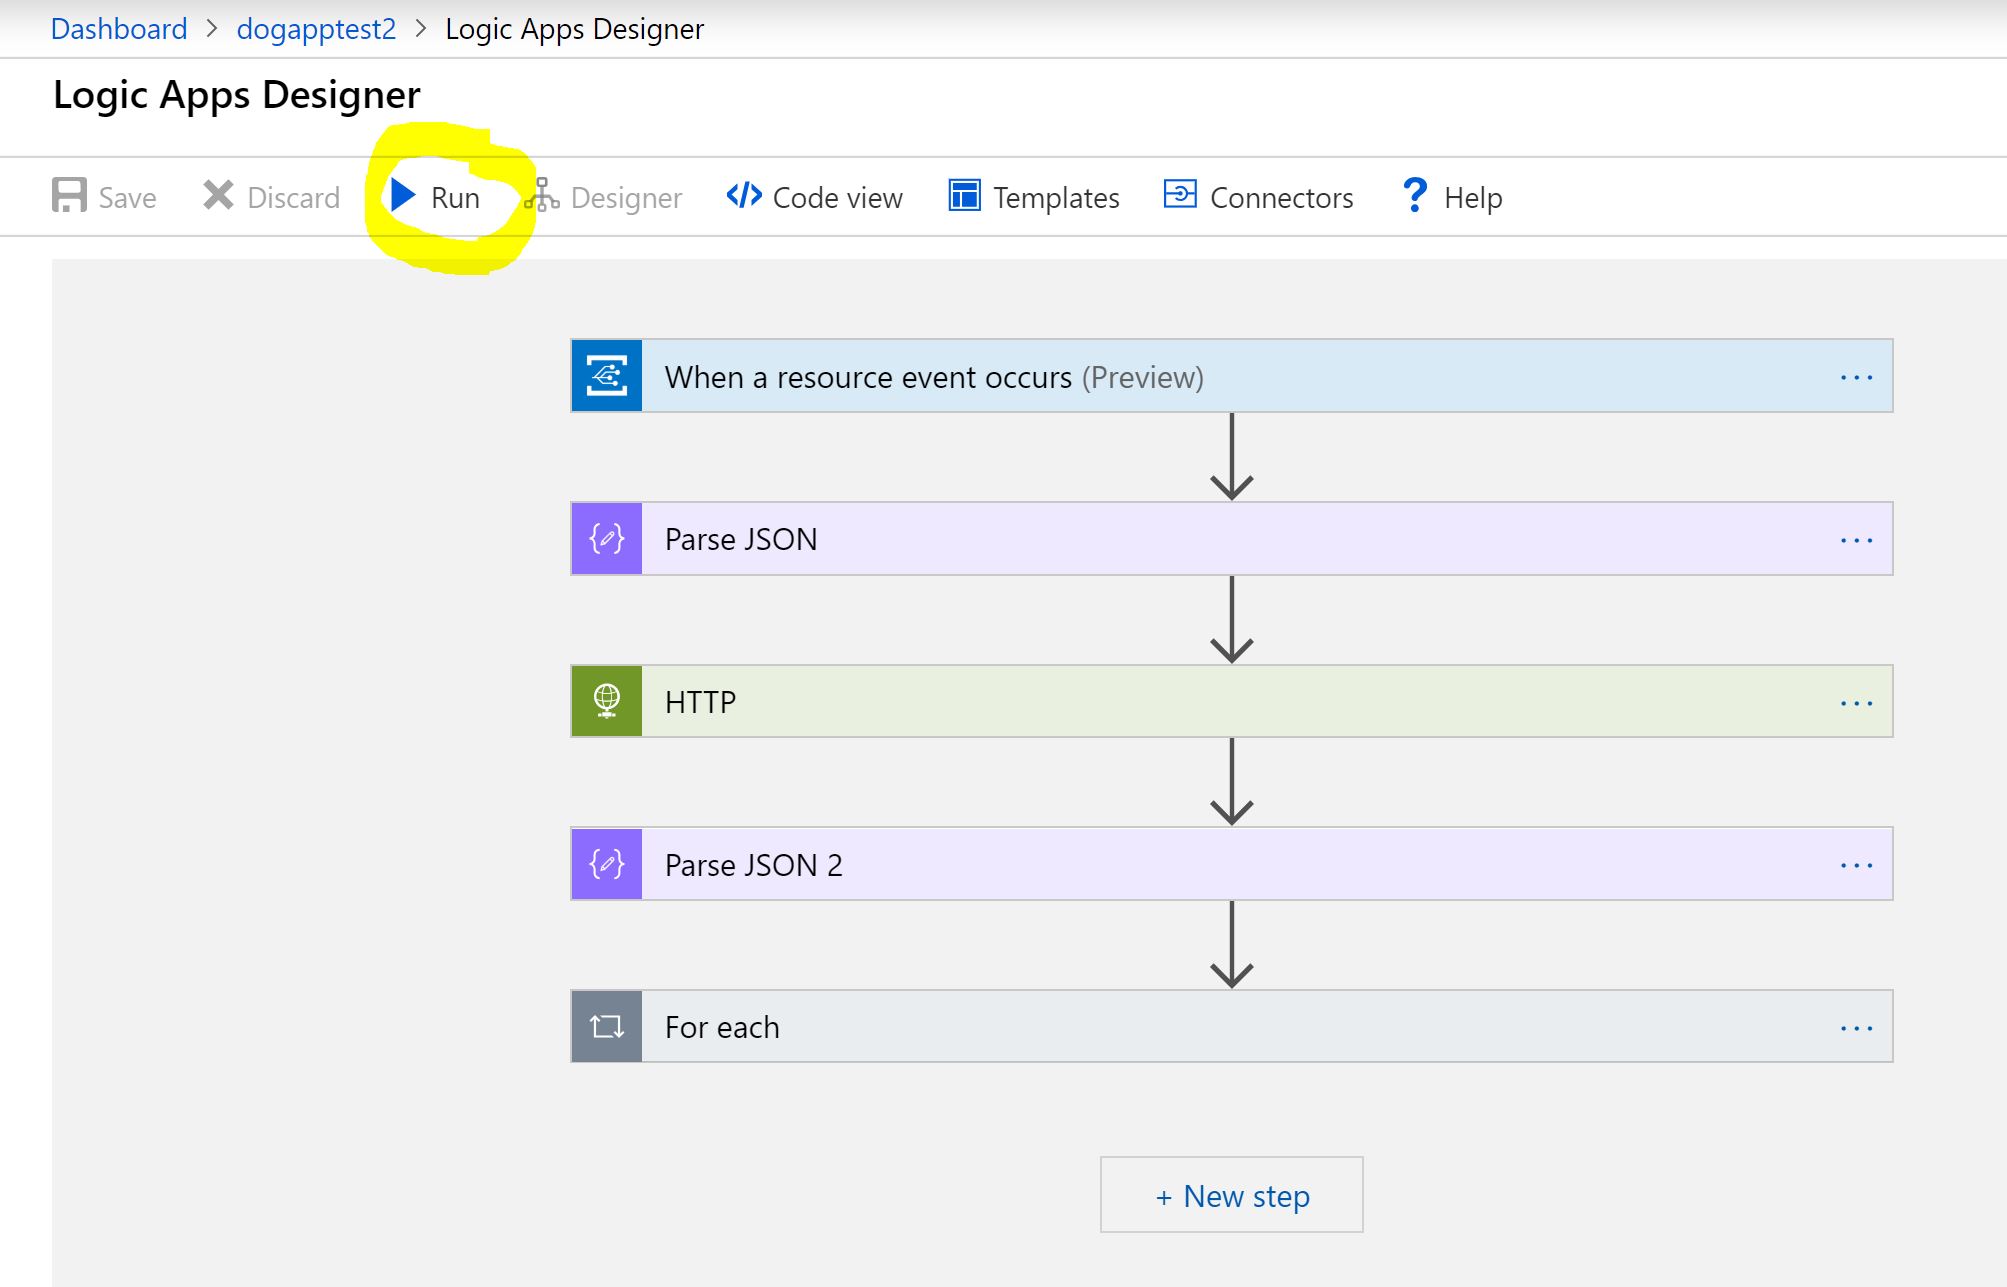 Dashboard > dogapptest2 > Logic Apps Designer
Logic Apps Designer
Save Discard Run Designer </> Code view Templates Connectors ? Help
When a resource event occurs (Preview) ...
Parse JSON ...
HTTP ...
Parse JSON 2 ...
For each ...
+ New step